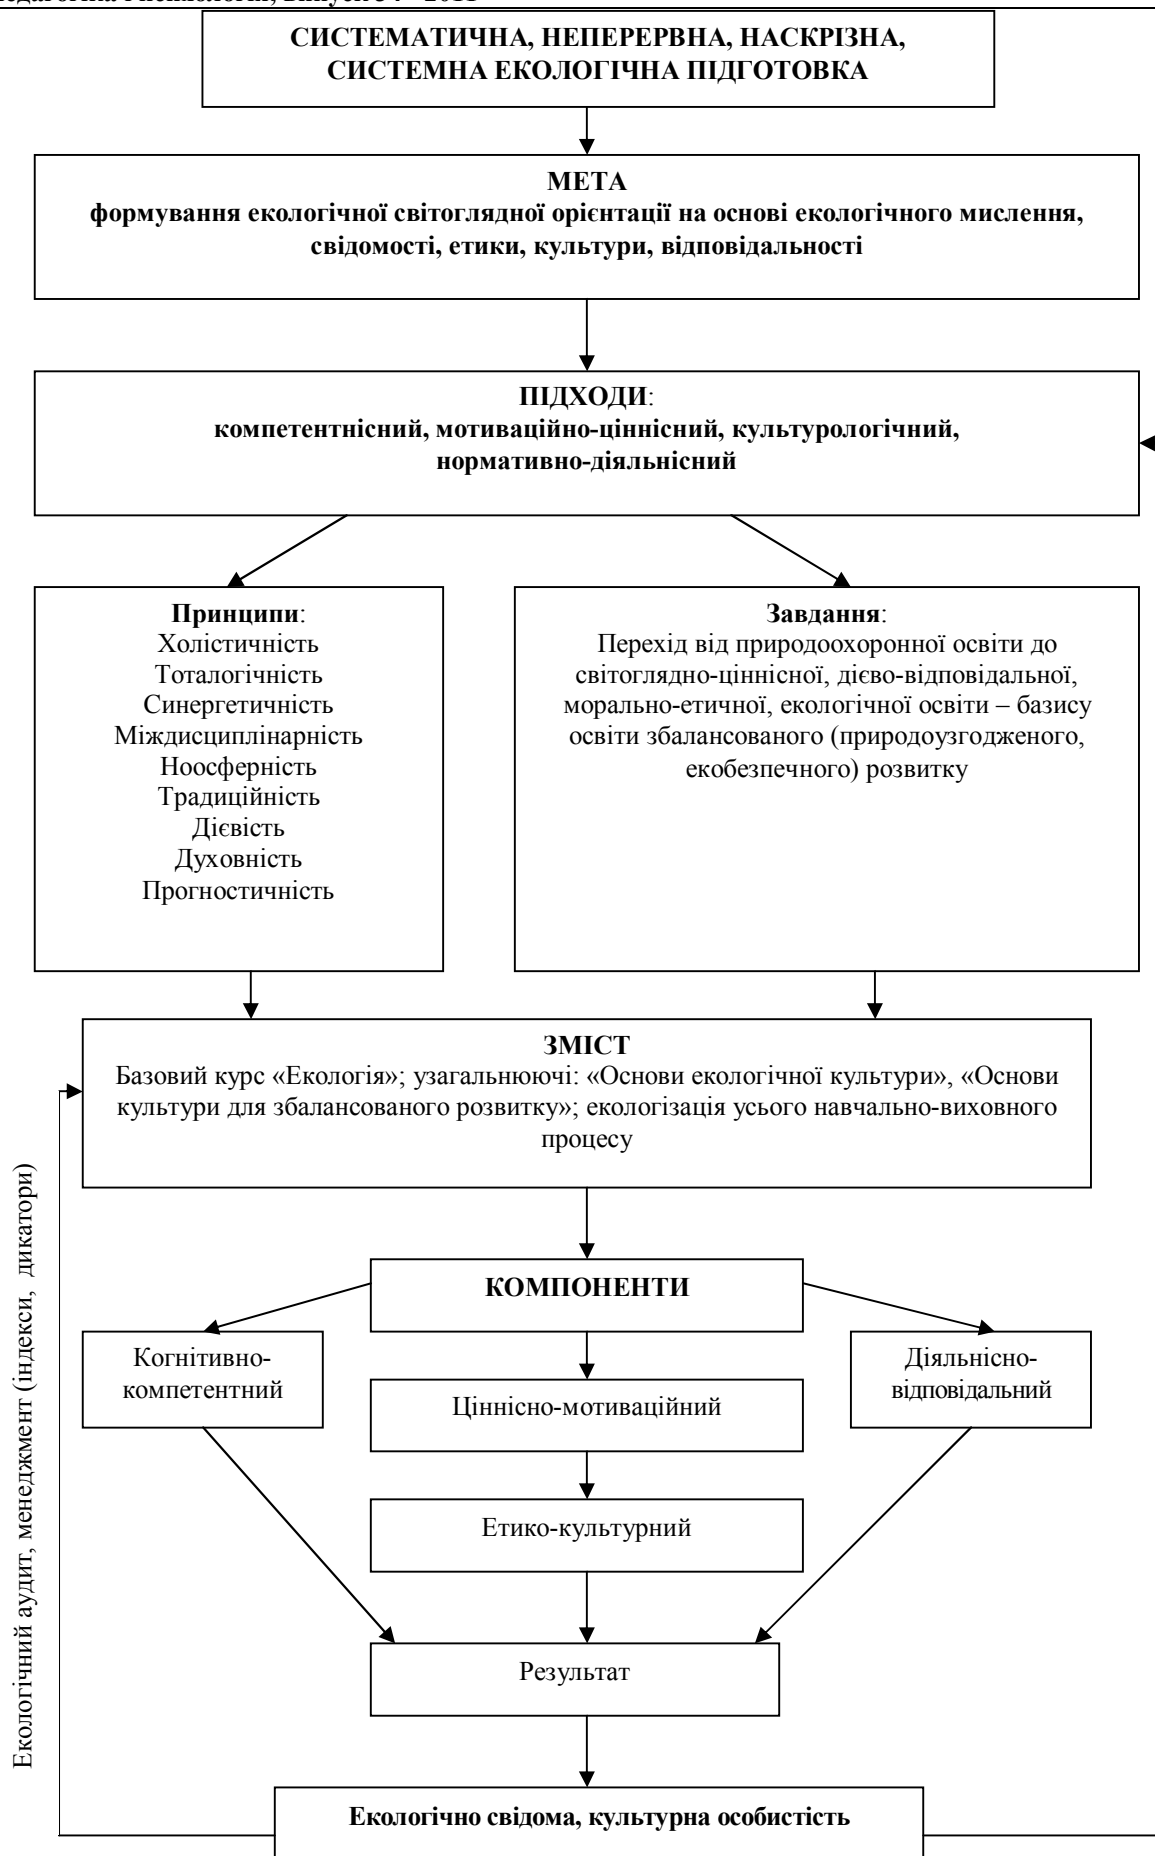 СИСТЕМАТИЧНА, НЕПЕРЕРВНА, НАСКРІЗНА,
СИСТЕМНА ЕКОЛОГІЧНА ПІДГОТОВКА
МЕТА
формування екологічної світоглядної орієнтації на основі екологічного мислення,
свідомості, етики, культури, відповідальності
ПІДХОДИ:
компетентнісний, мотиваційно-ціннісний, культурологічний,
нормативно-діяльнісний
Принципи:
Холістичність
Тоталогічність
Синергетичність
Міждисциплінарність
Ноосферність
Традиційність
Дієвість
Духовність
Прогностичність
Завдання:
Перехід від природоохоронної освіти до
світоглядно-ціннісної, дієво-відповідальної,
морально-етичної, екологічної освіти – базису
освіти збалансованого (природоузгодженого,
екобезпечного) розвитку
ЗМІСТ
Базовий курс «Екологія»; узагальнюючі: «Основи екологічної культури», «Основи
культури для збалансованого розвитку»; екологізація усього навчально-виховного
процесу
Екологічний аудит, менеджмент (індекси, дикатори)
КОМПОНЕНТИ
Когнітивно-
компетентний
Ціннісно-мотиваційний
Діяльнісно-
відповідальний
Етико-культурний
Результат
Екологічно свідома, культурна особистість